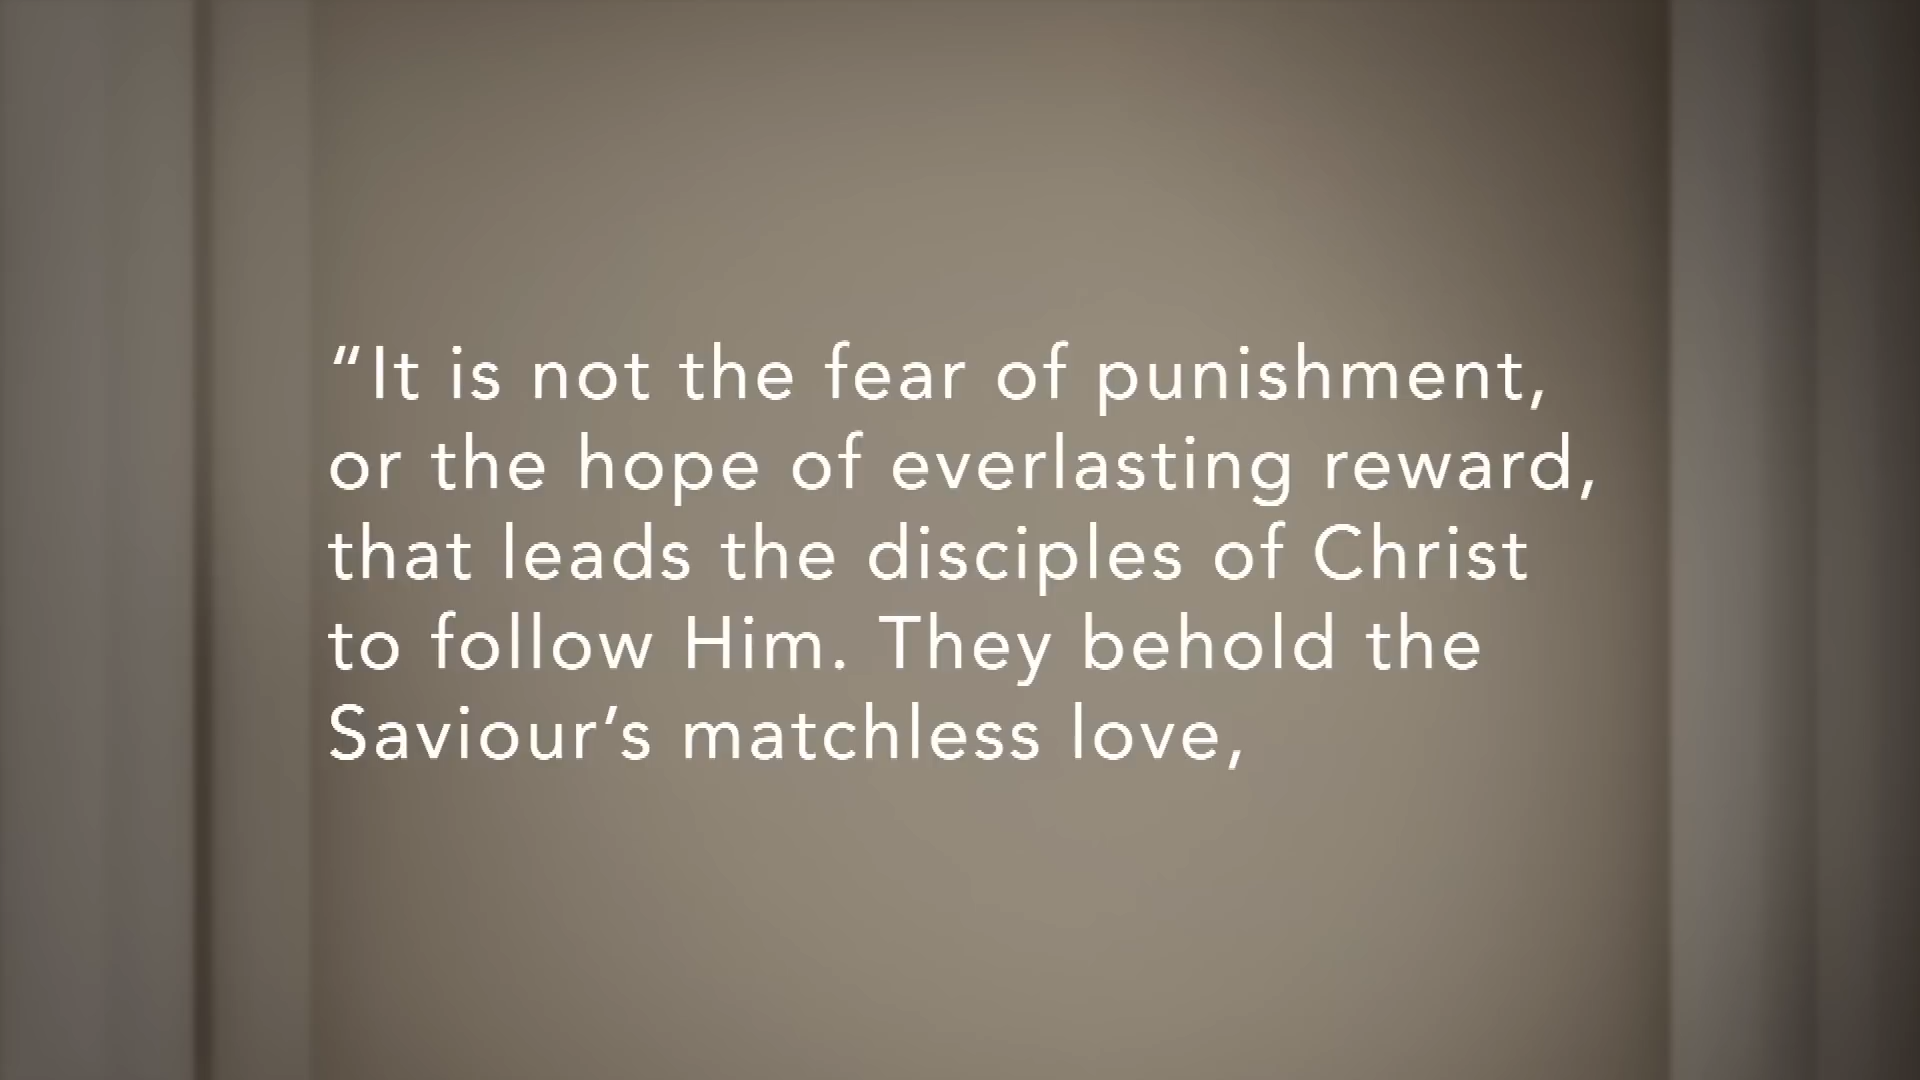 “It is not the fear of punishment,
or the hope of everlasting reward,
that leads the disciples of Christ
to follow Him. They behold the
Saviour’s matchless love,